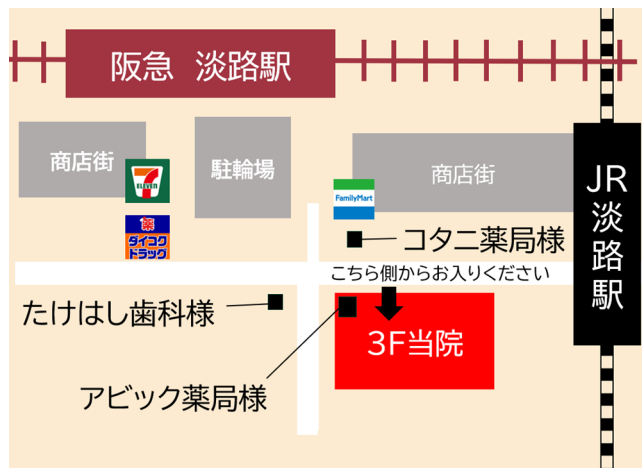 阪急 淡路駅
商店街
駐輪場
商店街
7
ELEVEN
FamilyMart
薬
ダイコク
ドラッグ
コタニ薬局様
こちら側からお入りください
たけはし歯科様
3F当院
アビック薬局様
JR淡路駅